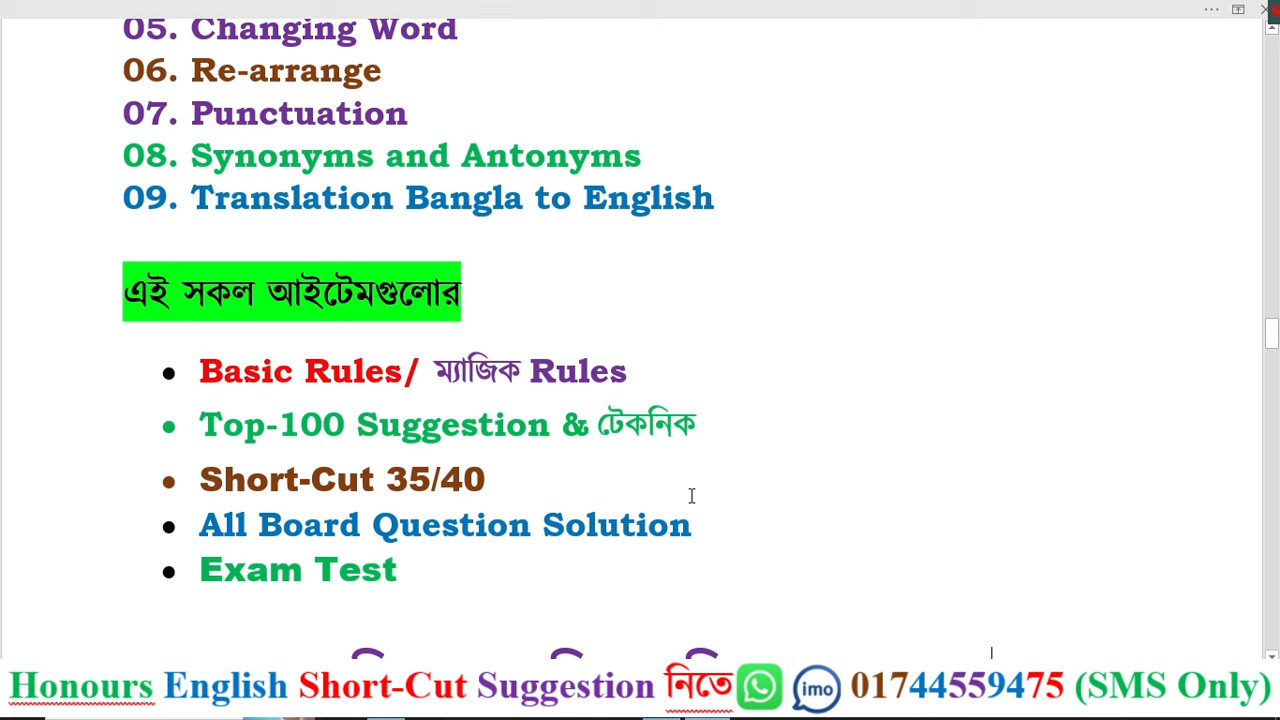 05. Changing Word
06. Re-arrange
07. Punctuation
08. Synonyms and Antonyms
09. Translation Bangla to English
এই সকল আইটেমগুলোর
• Basic Rules/ ম্যাজিক Rules
• Top-100 Suggestion & টেকনিক
• Short-Cut 35/40
• All Board Question Solution
• Exam Test
Honours English Short-Cut Suggestion নিতে imo 01744559475 (SMS Only)